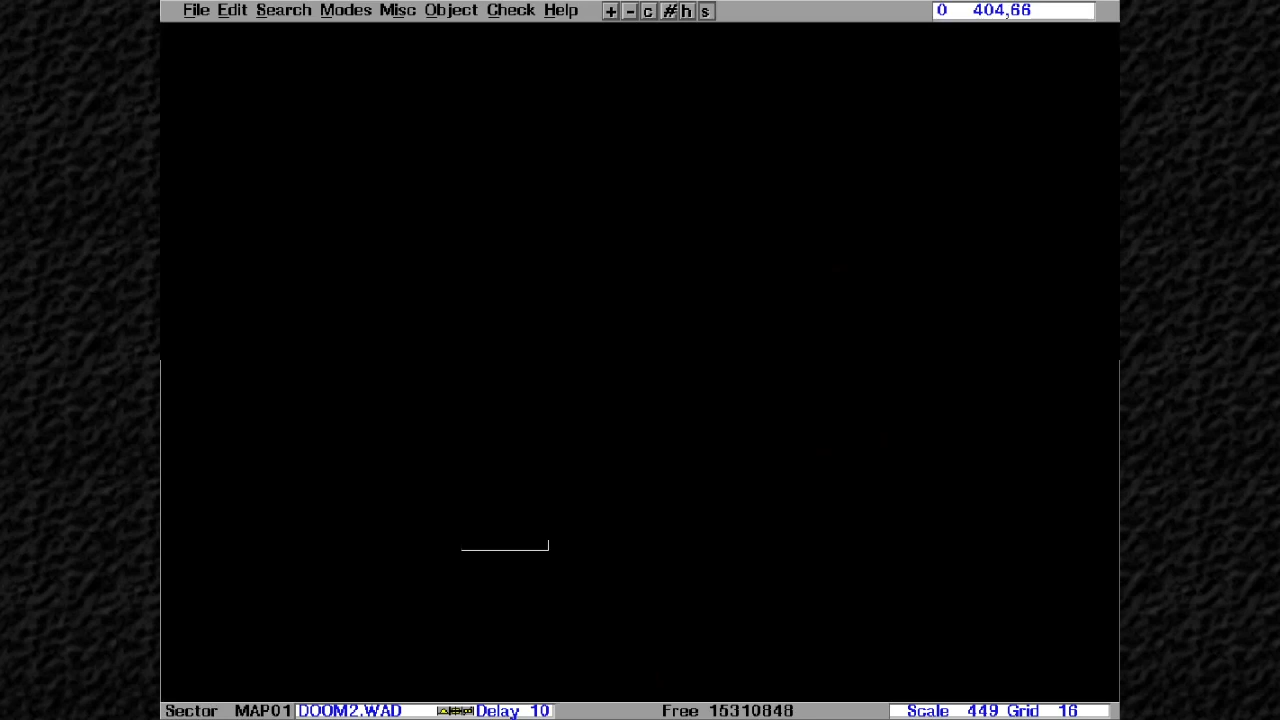 File Edit Search Modes Misc Object Check Help + - c # h s 0 404,66
Sector MAP01 DOOM2.WAD Delay 10 Free 15310848 Scale 449 Grid 16